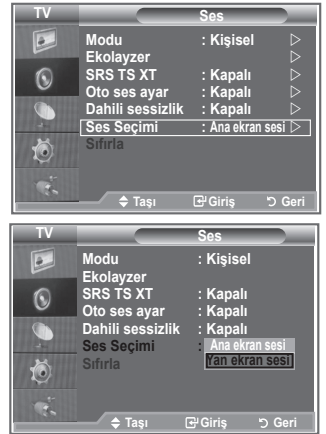 TV Ses
Modu : Kişisel
Ekolayzer
SRS TS XT : Kapalı
Oto ses ayar : Kapalı
Dahili sessizlik : Kapalı
Ses Seçimi : Ana ekran sesi
Sıfırla
Taşı Giriş Geri
TV Ses
Modu : Kişisel
Ekolayzer
SRS TS XT : Kapalı
Oto ses ayar : Kapalı
Dahili sessizlik : Kapalı
Ses Seçimi : Ana ekran sesi
Yan ekran sesi
Sıfırla
Taşı Giriş Geri